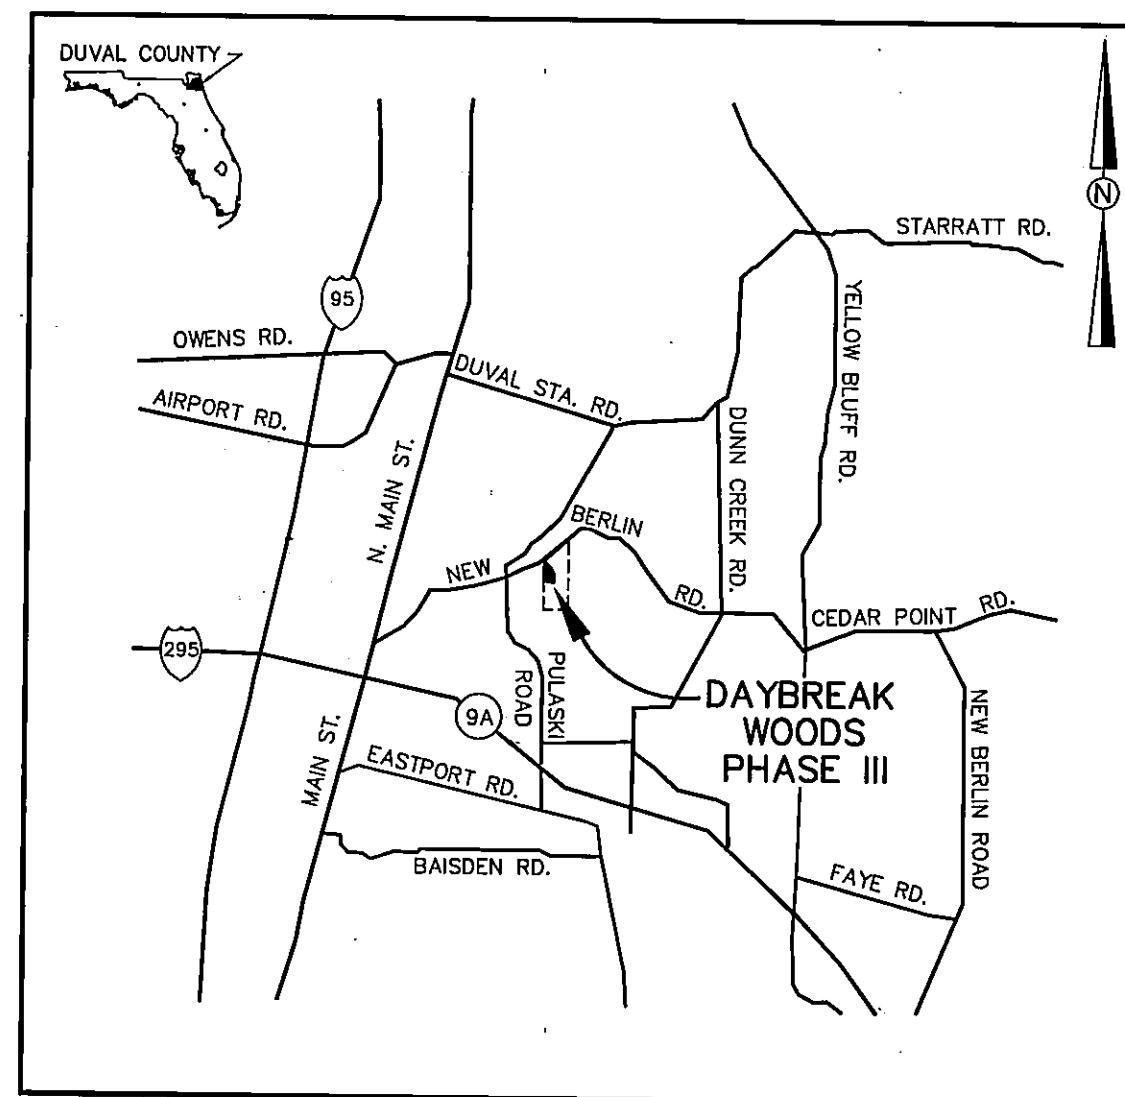 DUVAL COUNTY
N
STARRATT RD.
95
YELLOW BLUFF RD.
OWENS RD.
DUVAL STA. RD.
AIRPORT RD.
DUNN CREEK RD.
N. MAIN ST.
NEW BERLIN RD.
CEDAR POINT RD.
295
PULASKI
ROAD
9A
DAYBREAK
WOODS
PHASE III
NEW BERLIN ROAD
MAIN ST.
EASTPORT RD.
BAISDEN RD.
FAYE RD.